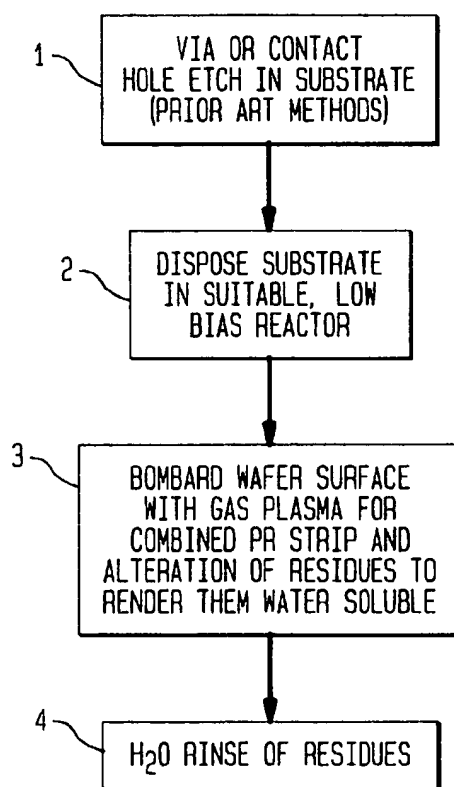 1
VIA OR CONTACT
HOLE ETCH IN SUBSTRATE
(PRIOR ART METHODS)
2
DISPOSE SUBSTRATE
IN SUITABLE, LOW
BIAS REACTOR
3
BOMBARD WAFER SURFACE
WITH GAS PLASMA FOR
COMBINED PR STRIP AND
ALTERATION OF RESIDUES TO
RENDER THEM WATER SOLUBLE
4
H₂O RINSE OF RESIDUES